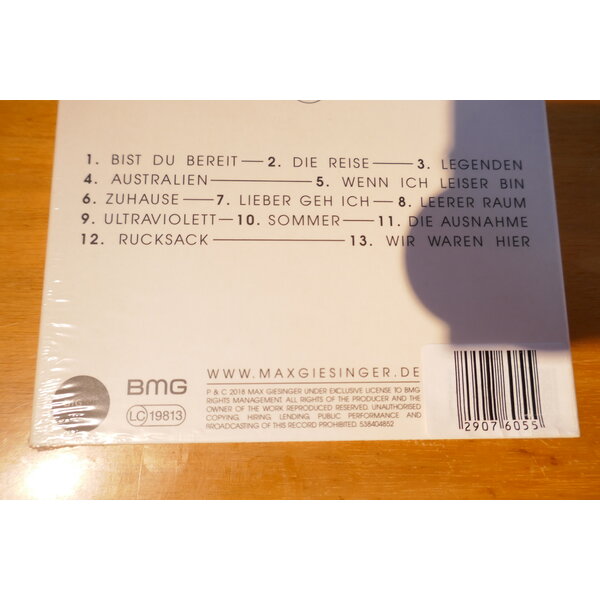 1. BIST DU BEREIT — 2. DIE REISE — 3. LEGENDEN
4. AUSTRALIEN — 5. WENN ICH LEISER BIN
6. ZUHAUSE — 7. LIEBER GEH ICH — 8. LEERER RAUM
9. ULTRAVIOLETT — 10. SOMMER — 11. DIE AUSNAHME
12. RUCKSACK — 13. WIR WAREN HIER
WWW.MAXGIESINGER.DE
P & C 2018 MAX GIESINGER UNDER EXCLUSIVE LICENSE TO BMG
RIGHTS MANAGEMENT. ALL RIGHTS OF THE PRODUCER AND THE
OWNER OF THE WORK REPRODUCED RESERVED. UNAUTHORISED
COPYING, HIRING, LENDING, PUBLIC PERFORMANCE AND
BROADCASTING OF THIS RECORD PROHIBITED. 538404852
BMG
LC 19813
29076055